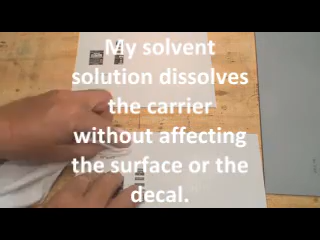 My solvent
solution dissolves
the carrier
without affecting
the surface or the
decal.